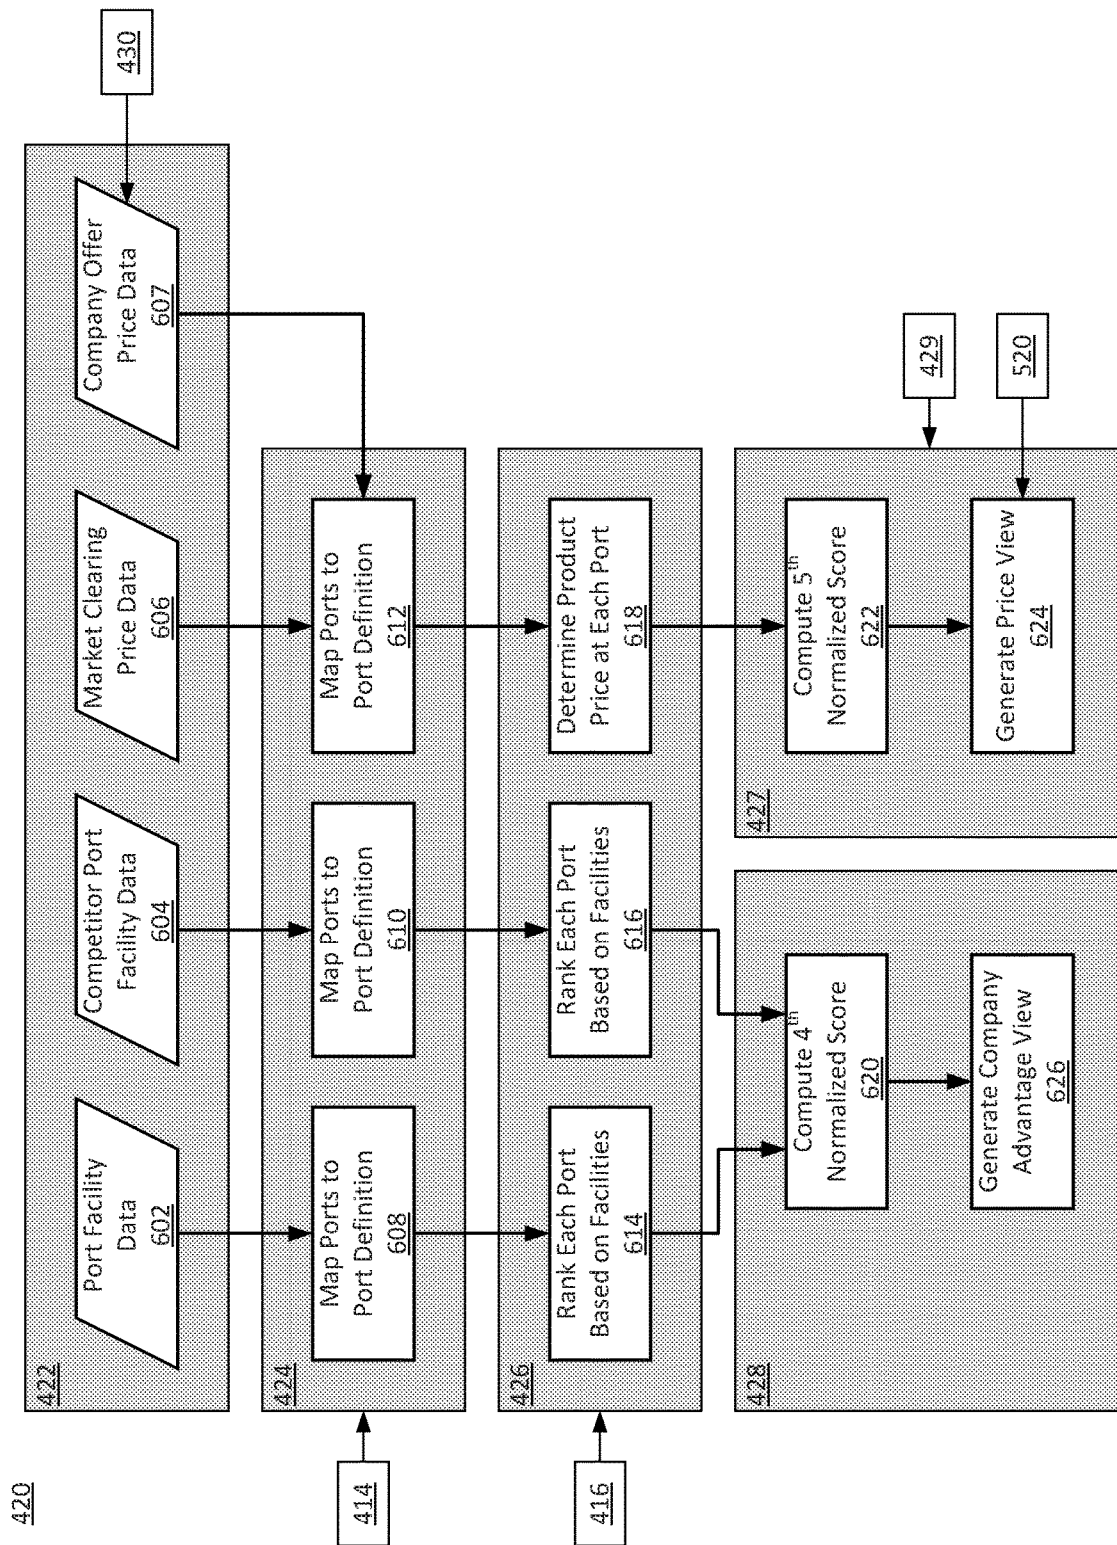 420
422
Port Facility
Data
602
Competitor Port
Facility Data
604
Market Clearing
Price Data
606
Company Offer
Price Data
607
430
414
424
Map Ports to
Port Definition
608
Map Ports to
Port Definition
610
Map Ports to
Port Definition
612
416
426
Rank Each Port
Based on Facilities
614
Rank Each Port
Based on Facilities
616
Determine Product
Price at Each Port
618
428
Compute 4th
Normalized Score
620
Generate Company
Advantage View
626
427
Compute 5th
Normalized Score
622
Generate Price View
624
429
520